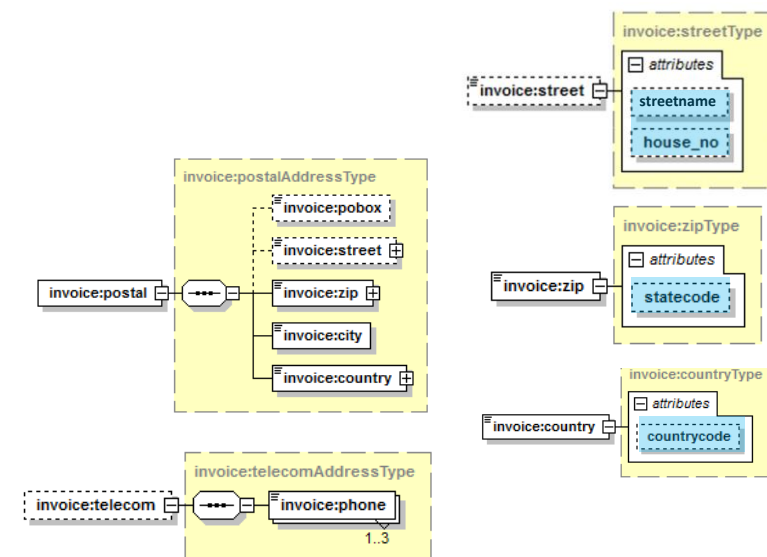 invoice:postalAddressType
invoice:pobox
invoice:street
invoice:postal
invoice:zip
invoice:city
invoice:country
invoice:telecomAddressType
invoice:telecom
invoice:phone
1..3
invoice:streetType
attributes
invoice:street
streetname
house_no
invoice:zipType
attributes
invoice:zip
statecode
invoice:countryType
attributes
invoice:country
countrycode